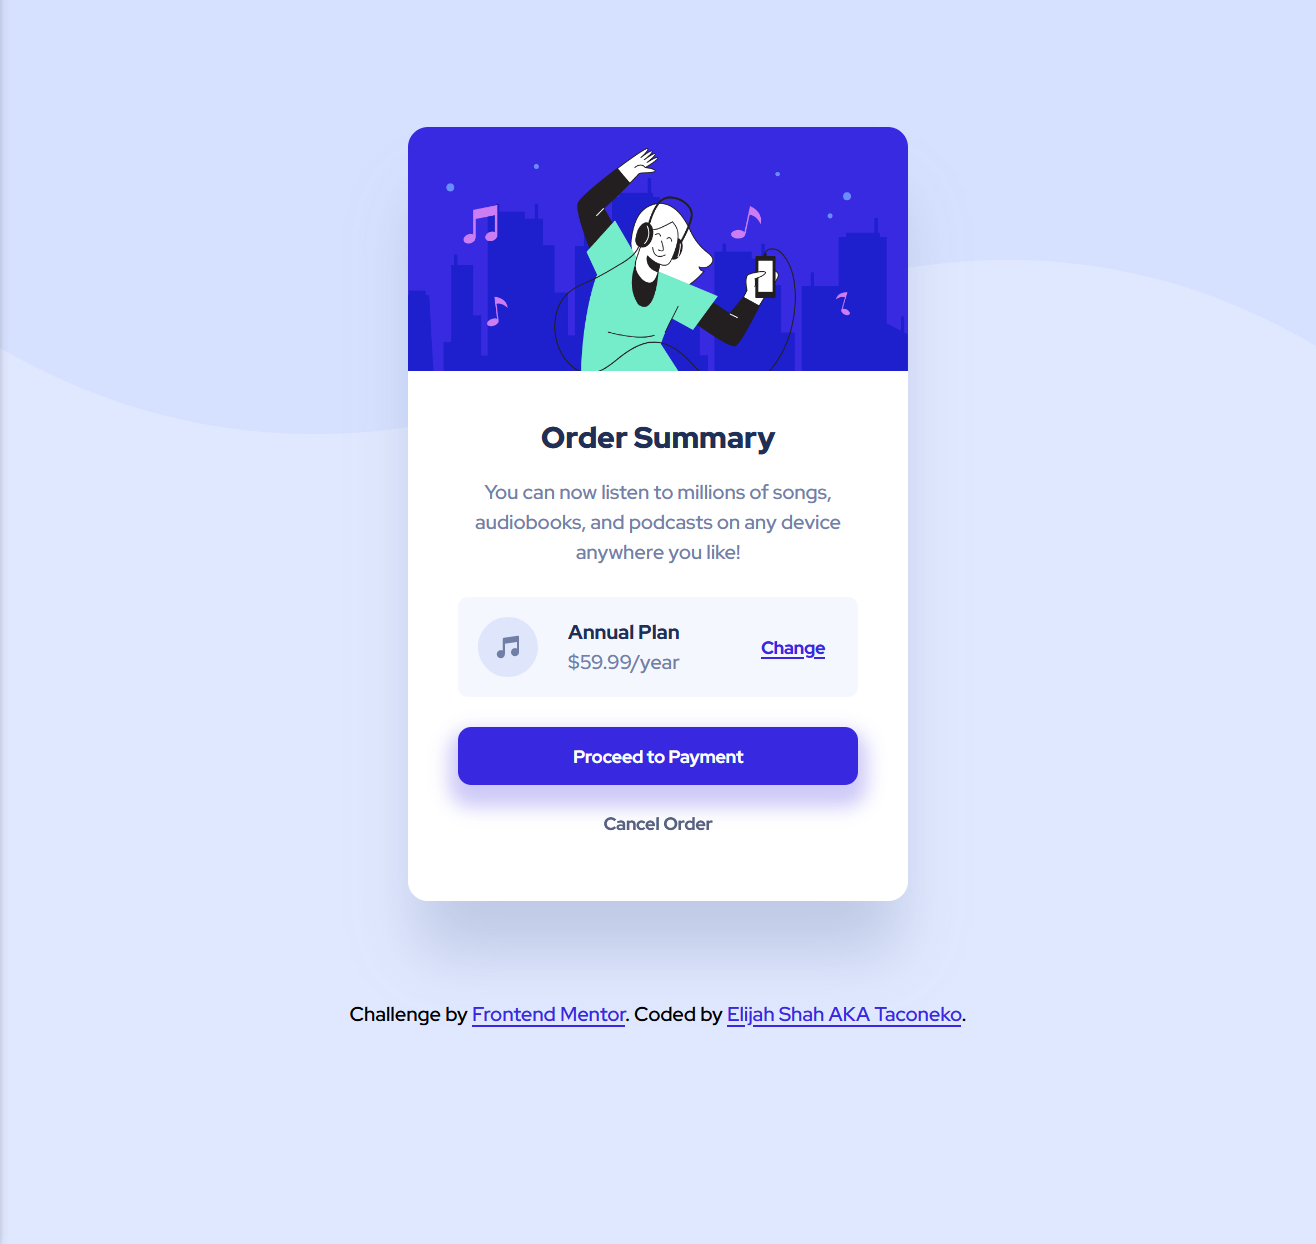 Order Summary
You can now listen to millions of songs,
audiobooks, and podcasts on any device
anywhere you like!
Annual Plan
$59.99/year
Change
Proceed to Payment
Cancel Order
Challenge by Frontend Mentor. Coded by Elijah Shah AKA Taconeko.